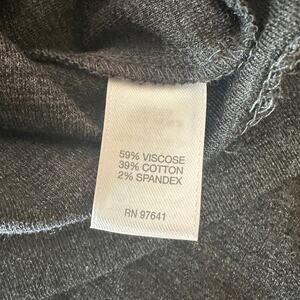 59% VISCOSE
39% COTTON
2% SPANDEX
RN 97641